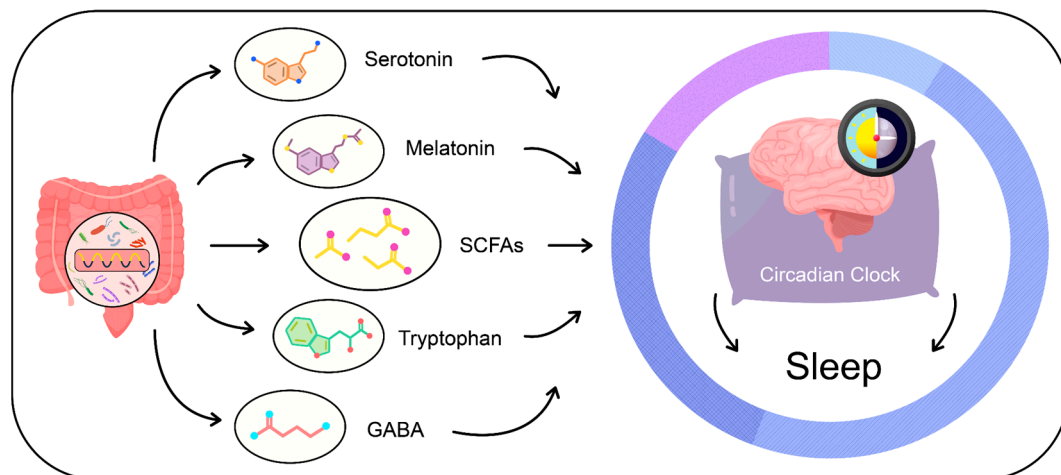 Serotonin
Melatonin
SCFAs
Tryptophan
GABA
Circadian Clock
Sleep